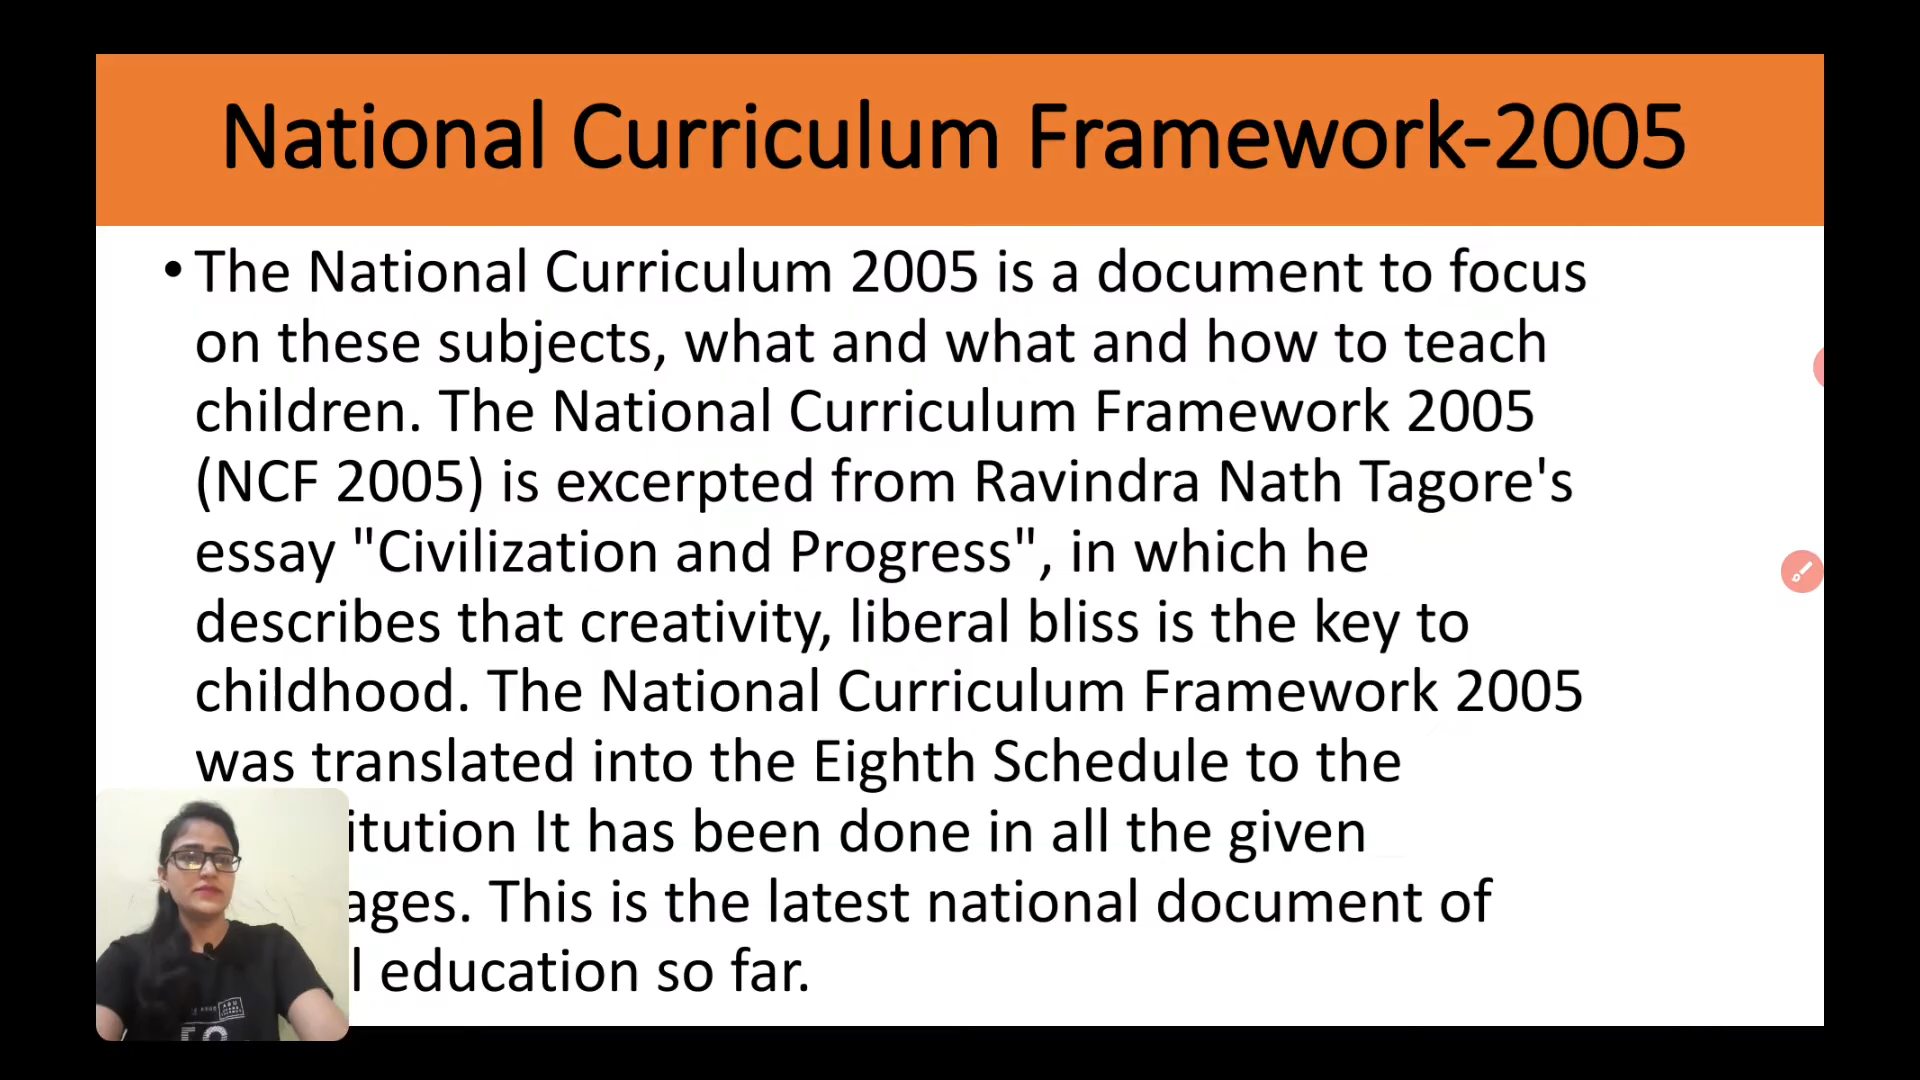 National Curriculum Framework-2005
• The National Curriculum 2005 is a document to focus
on these subjects, what and what and how to teach
children. The National Curriculum Framework 2005
(NCF 2005) is excerpted from Ravindra Nath Tagore's
essay "Civilization and Progress", in which he
describes that creativity, liberal bliss is the key to
childhood. The National Curriculum Framework 2005
was translated into the Eighth Schedule to the
itution It has been done in all the given
ages. This is the latest national document of
l education so far.